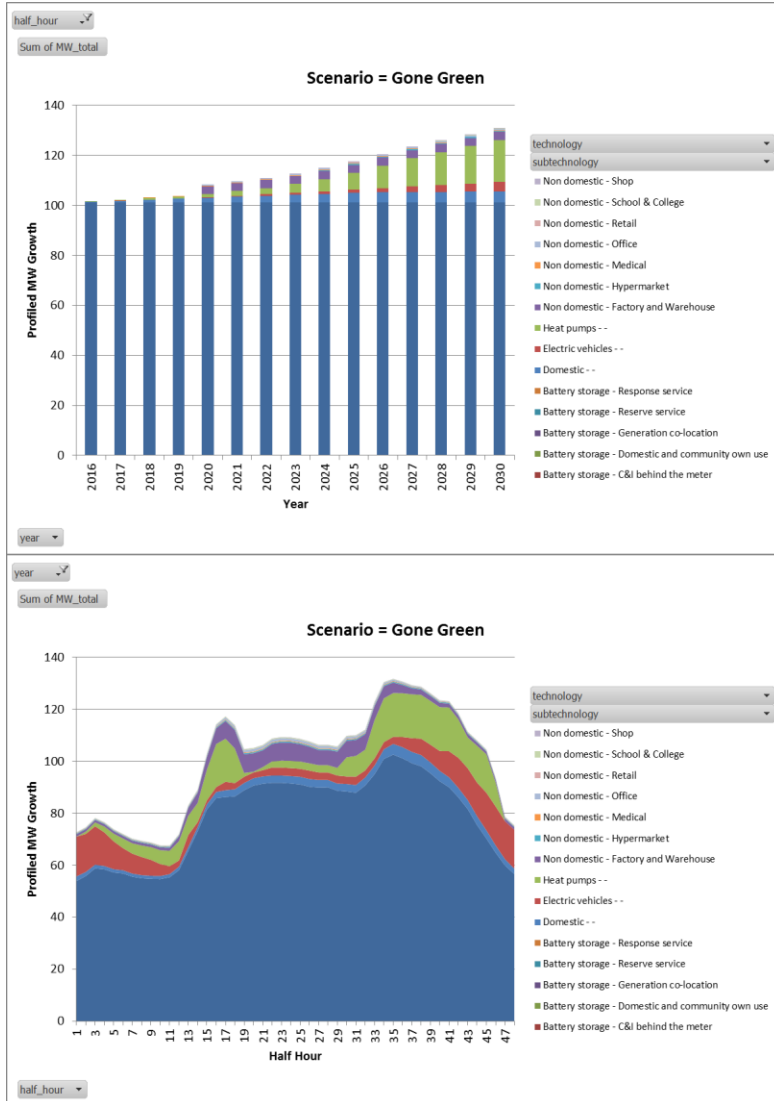 half_hour
Sum of MW_total
Scenario = Gone Green
140
120
100
80
60
40
20
0
Profiled MW Growth
2016
2017
2018
2019
2020
2021
2022
2023
2024
2025
2026
2027
2028
2029
2030
Year
technology
subtechnology
Non domestic - Shop
Non domestic - School & College
Non domestic - Retail
Non domestic - Office
Non domestic - Medical
Non domestic - Hypermarket
Non domestic - Factory and Warehouse
Heat pumps - -
Electric vehicles - -
Domestic - -
Battery storage - Response service
Battery storage - Reserve service
Battery storage - Generation co-location
Battery storage - Domestic and community own use
Battery storage - C&I behind the meter
year
year
Sum of MW_total
Scenario = Gone Green
140
120
100
80
60
40
20
0
Profiled MW Growth
1
3
5
7
9
11
13
15
17
19
21
23
25
27
29
31
33
35
37
39
41
43
45
47
Half Hour
technology
subtechnology
Non domestic - Shop
Non domestic - School & College
Non domestic - Retail
Non domestic - Office
Non domestic - Medical
Non domestic - Hypermarket
Non domestic - Factory and Warehouse
Heat pumps - -
Electric vehicles - -
Domestic - -
Battery storage - Response service
Battery storage - Reserve service
Battery storage - Generation co-location
Battery storage - Domestic and community own use
Battery storage - C&I behind the meter
half_hour